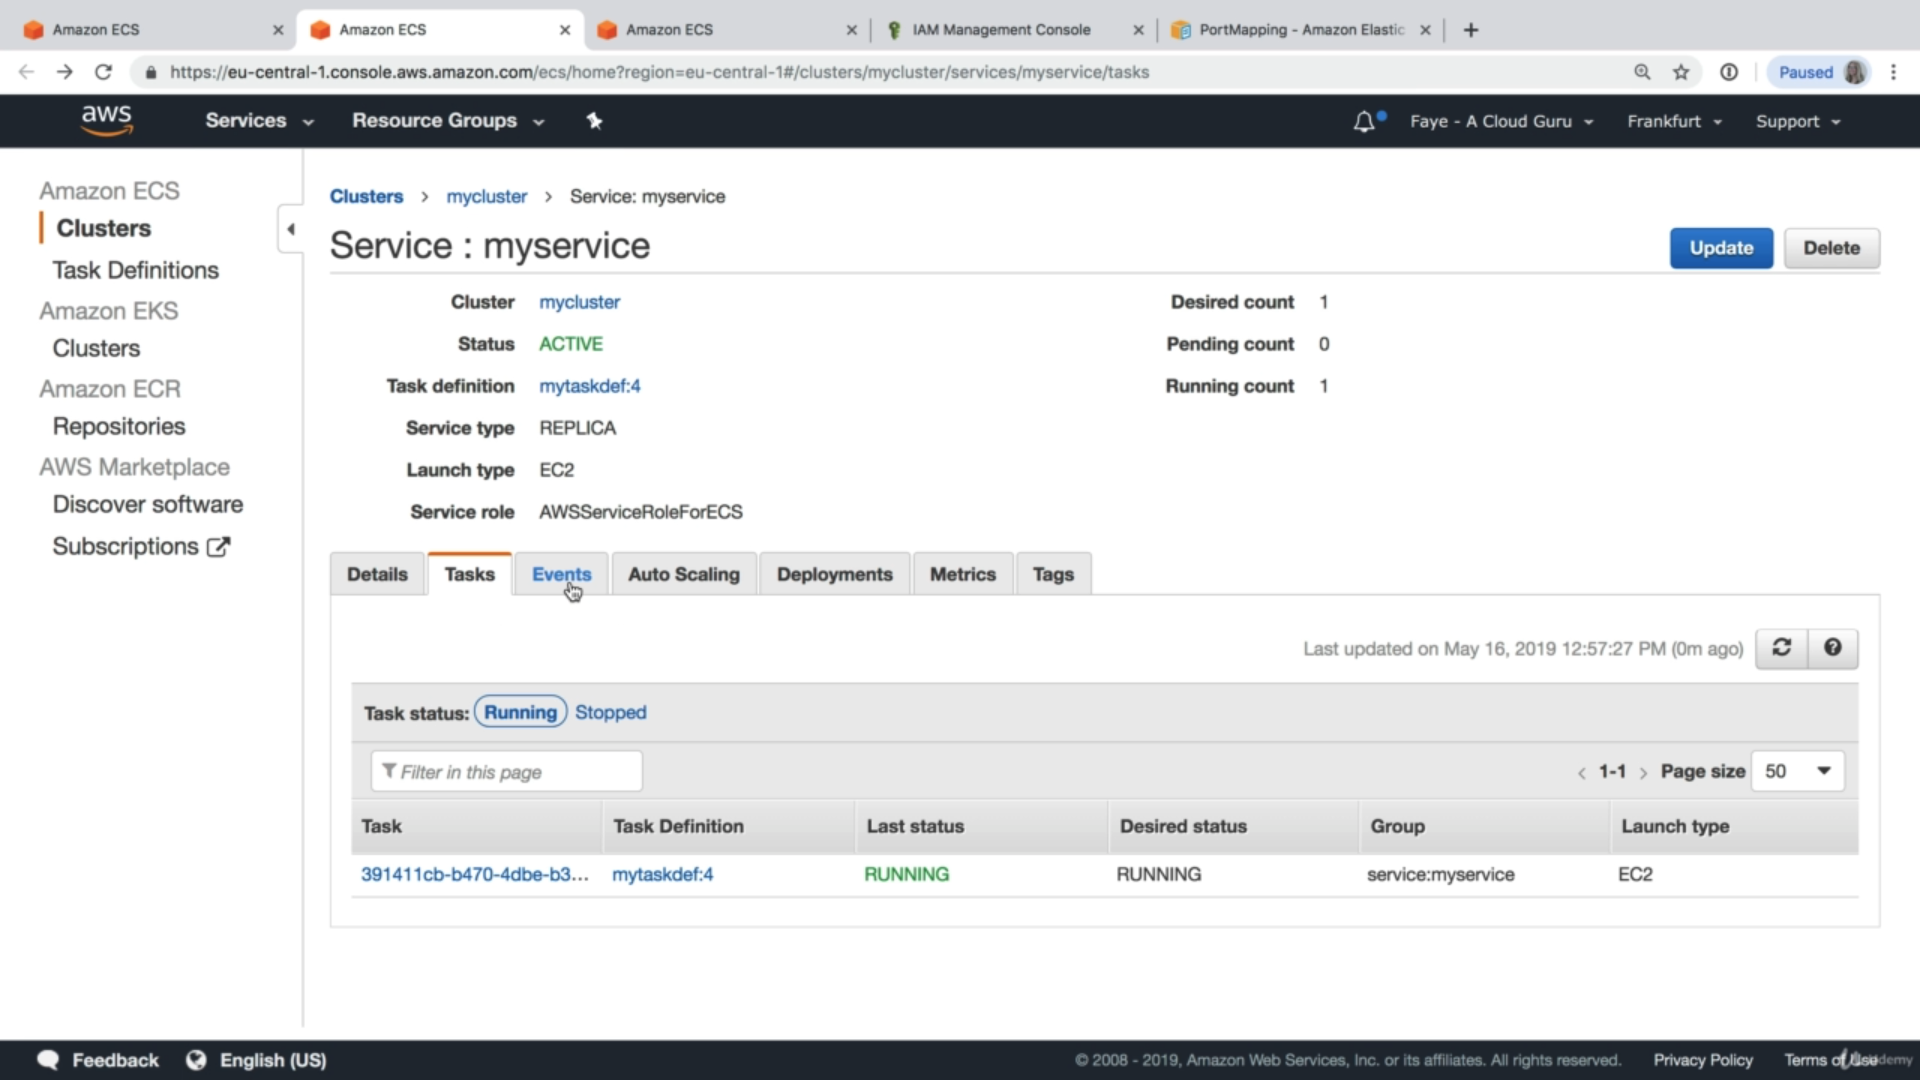 Amazon ECS
Amazon ECS
Amazon ECS
IAM Management Console
PortMapping - Amazon Elastic
https://eu-central-1.console.aws.amazon.com/ecs/home?region=eu-central-1#/clusters/mycluster/services/myservice/tasks
Paused
aws
Services
Resource Groups
Faye - A Cloud Guru
Frankfurt
Support
Amazon ECS
Clusters
Task Definitions
Amazon EKS
Clusters
Amazon ECR
Repositories
AWS Marketplace
Discover software
Subscriptions
Clusters > mycluster > Service: myservice
Service : myservice
Update
Delete
Cluster mycluster
Status ACTIVE
Task definition mytaskdef:4
Service type REPLICA
Launch type EC2
Service role AWSServiceRoleForECS
Desired count 1
Pending count 0
Running count 1
Details
Tasks
Events
Auto Scaling
Deployments
Metrics
Tags
Last updated on May 16, 2019 12:57:27 PM (0m ago)
Task status: Running Stopped
Filter in this page
< 1-1 > Page size 50
Task Task Definition Last status Desired status Group Launch type
391411cb-b470-4dbe-b3... mytaskdef:4 RUNNING RUNNING service:myservice EC2
Feedback
English (US)
© 2008 - 2019, Amazon Web Services, Inc. or its affiliates. All rights reserved.
Privacy Policy
Terms of Use